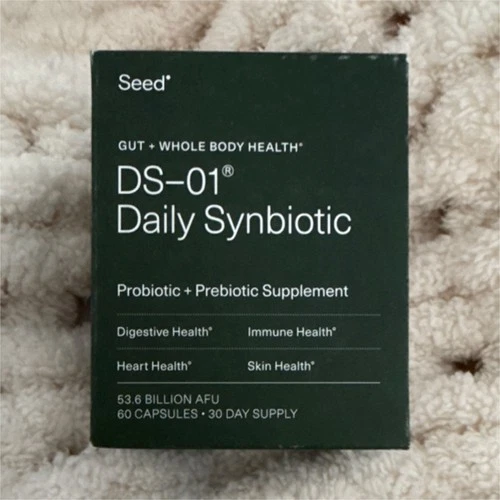 Seed*
GUT + WHOLE BODY HEALTH*
DS–01®
Daily Synbiotic
Probiotic + Prebiotic Supplement
Digestive Health* Immune Health*
Heart Health* Skin Health*
53.6 BILLION AFU
60 CAPSULES • 30 DAY SUPPLY